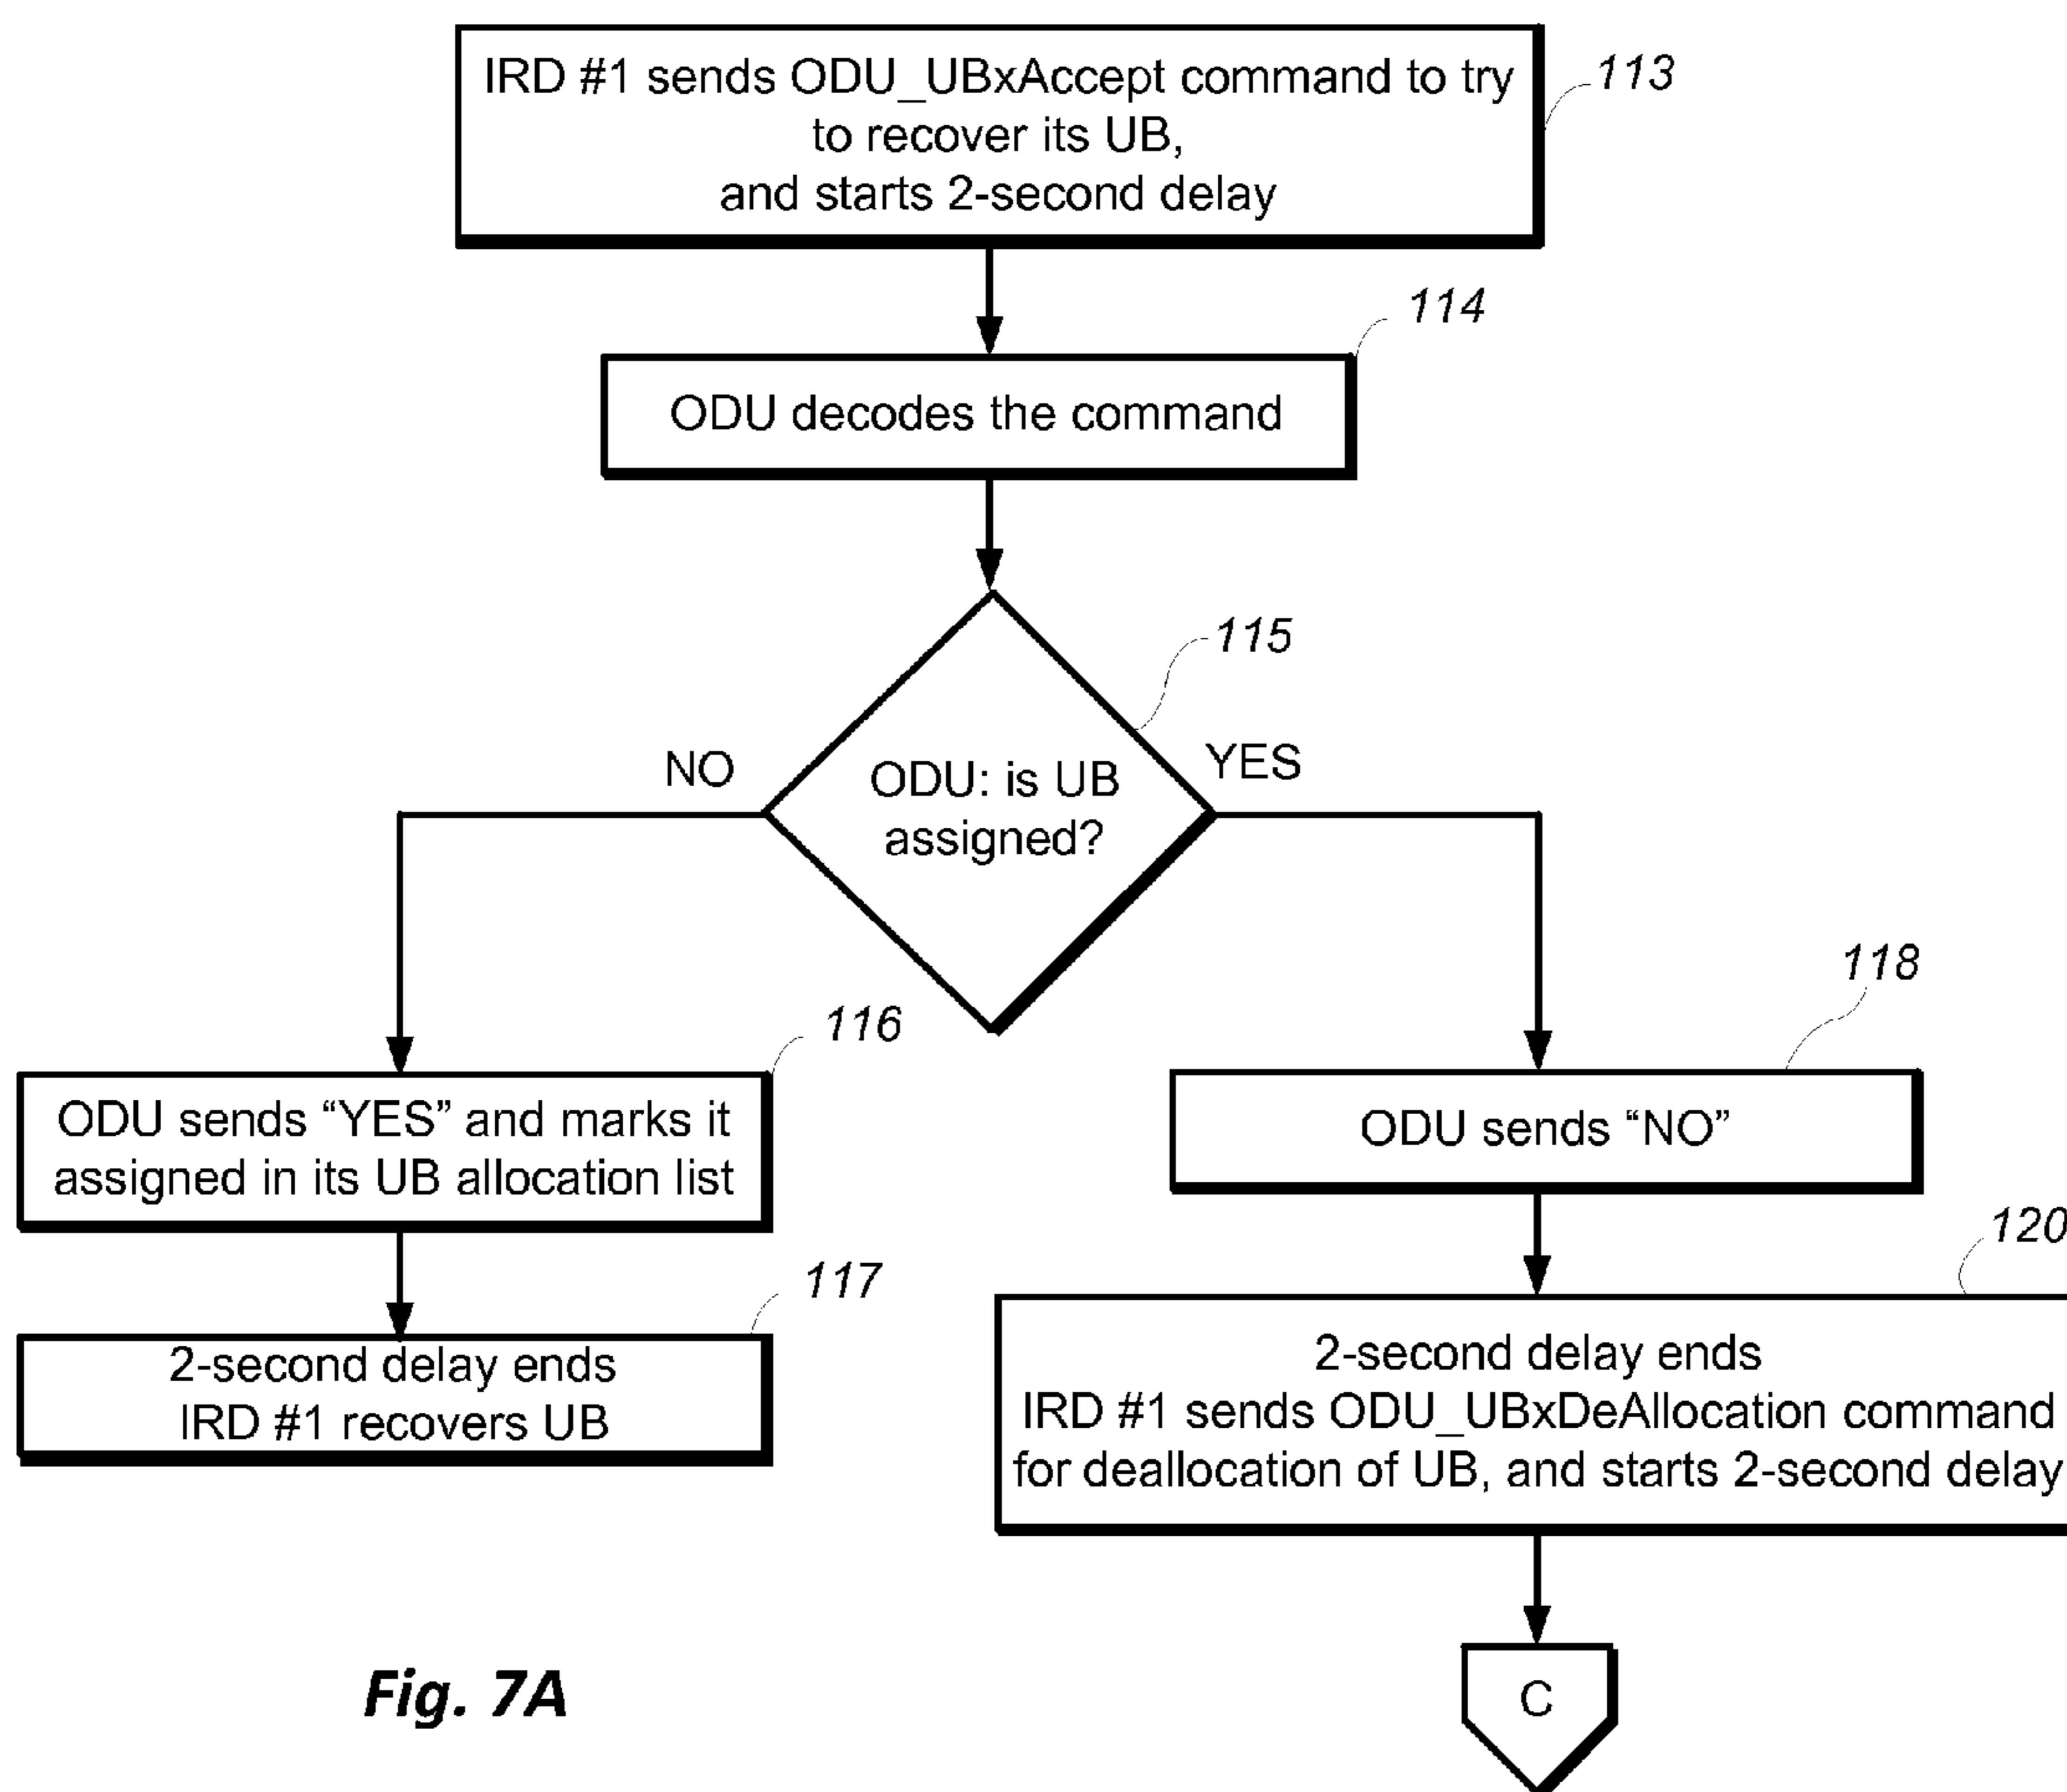 IRD #1 sends ODU_UBxAccept command to try
to recover its UB,
and starts 2-second delay
113
114
ODU decodes the command
115
NO
YES
ODU: is UB
assigned?
118
116
ODU sends “YES” and marks it
assigned in its UB allocation list
ODU sends “NO”
120
117
2-second delay ends
IRD #1 recovers UB
2-second delay ends
IRD #1 sends ODU_UBxDeAllocation command
for deallocation of UB, and starts 2-second delay
Fig. 7A
C